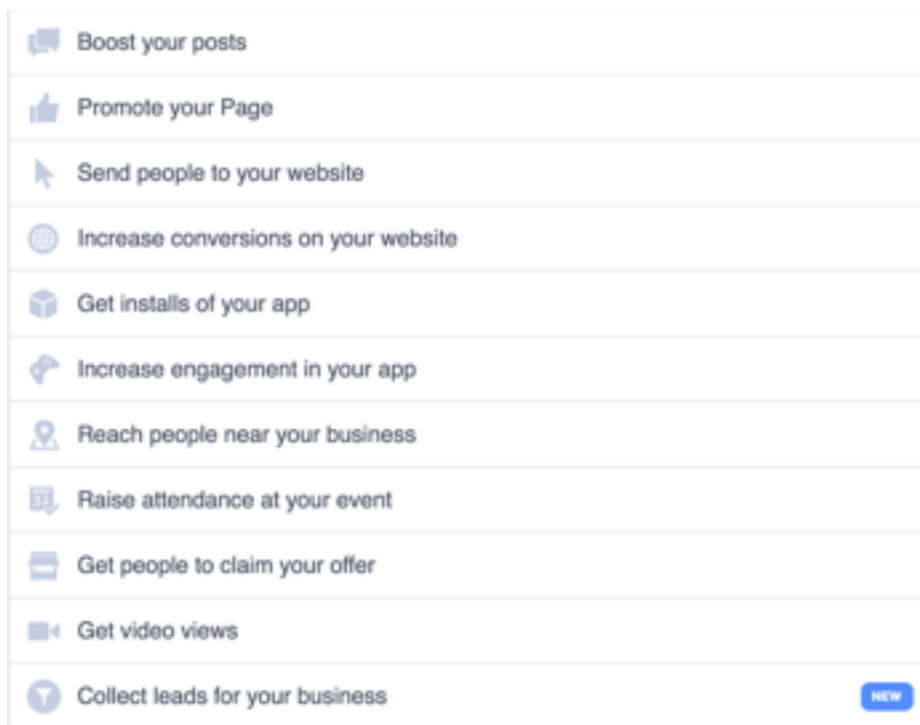 Boost your posts
Promote your Page
Send people to your website
Increase conversions on your website
Get installs of your app
Increase engagement in your app
Reach people near your business
Raise attendance at your event
Get people to claim your offer
Get video views
Collect leads for your business NEW